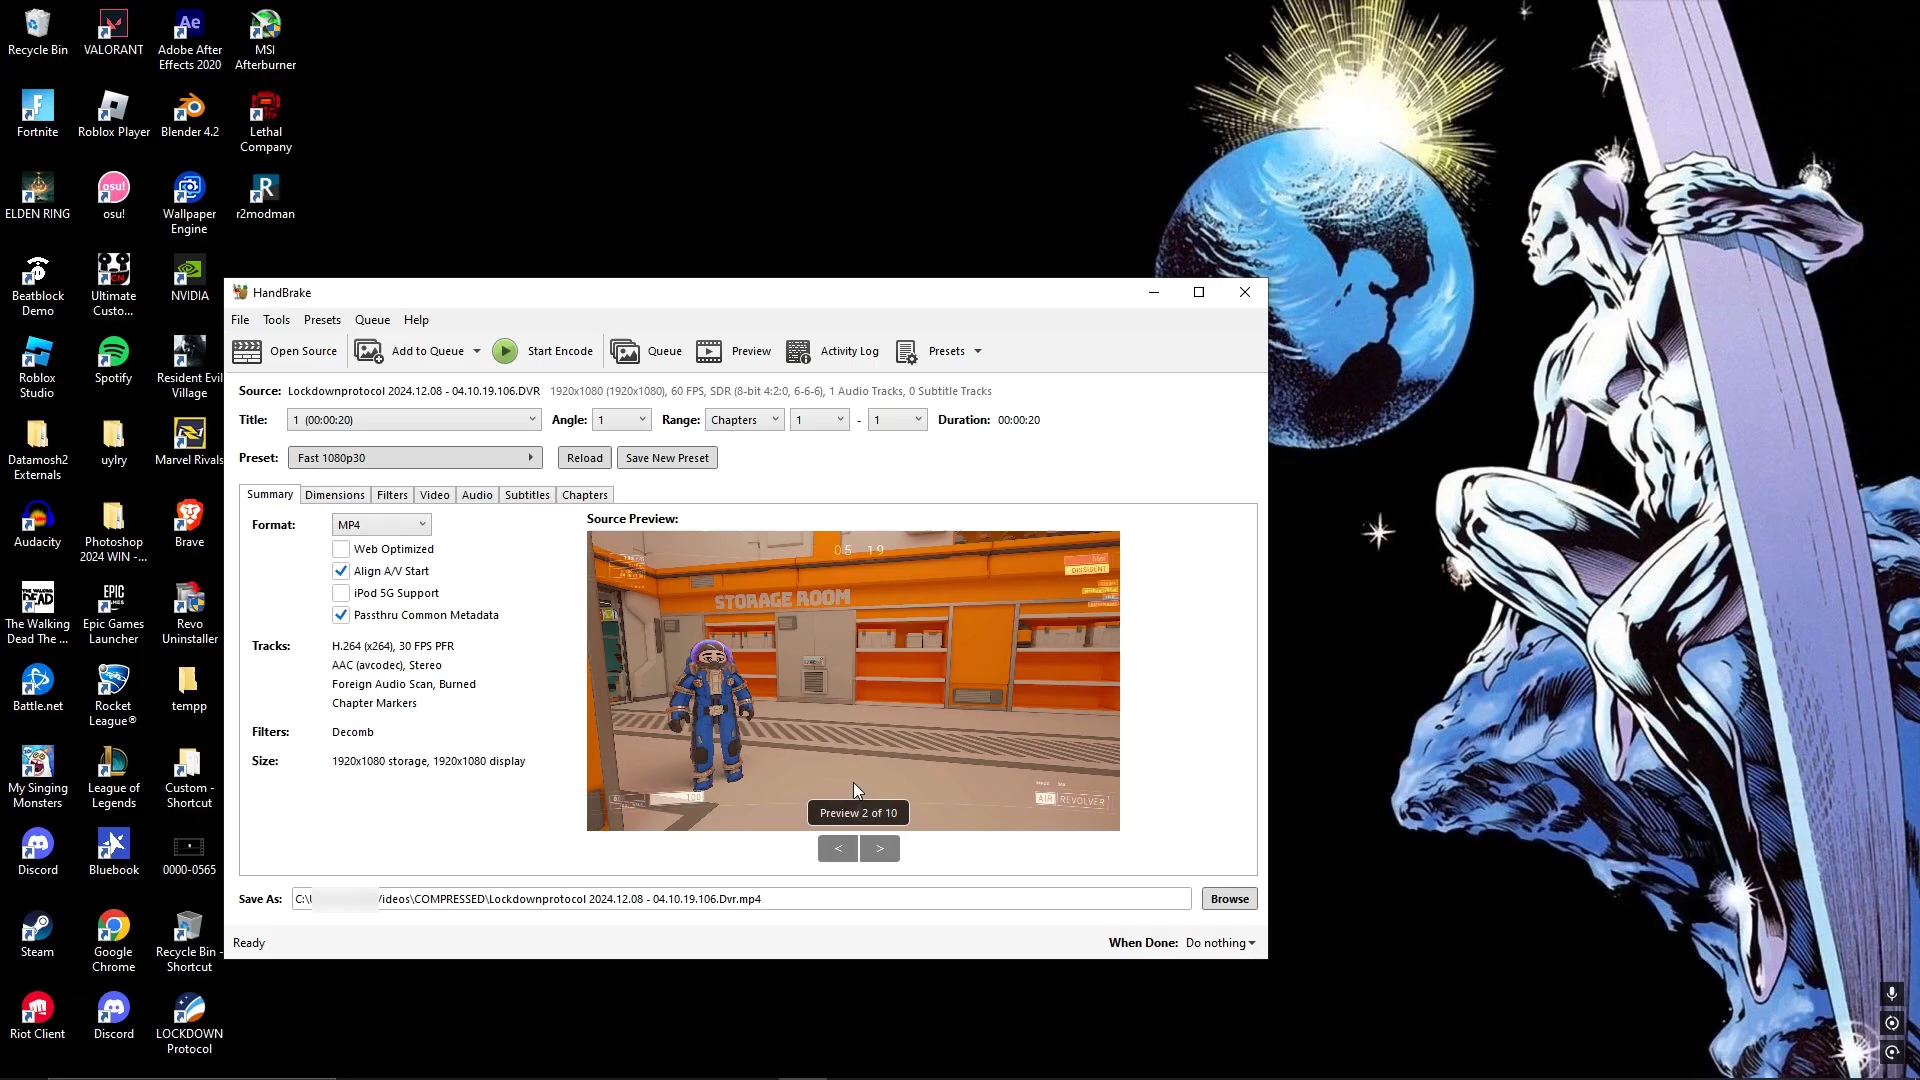 Recycle Bin
VALORANT
Adobe After
Effects 2020
MSI
Afterburner
Fortnite
Roblox Player
Blender 4.2
Lethal
Company
ELDEN RING
osu!
osu!
Wallpaper
Engine
r2modman
Beatblock
Demo
Ultimate
Custo...
NVIDIA
Roblox
Studio
Spotify
Resident Evil
Village
Datamosh2
Externals
uylry
Marvel Rivals
Audacity
Photoshop
2024 WIN -...
Brave
The Walking
Dead The ...
Epic Games
Launcher
Revo
Uninstaller
Battle.net
Rocket
League®
tempp
My Singing
Monsters
League of
Legends
Custom -
Shortcut
Discord
Bluebook
0000-0565
Steam
Google
Chrome
Recycle Bin -
Shortcut
Riot Client
Discord
LOCKDOWN
Protocol
HandBrake
File Tools Presets Queue Help
Open Source Add to Queue Start Encode Queue Preview Activity Log Presets
Source: Lockdownprotocol 2024.12.08 - 04.10.19.106.DVR 1920x1080 (1920x1080), 60 FPS, SDR (8-bit 4:2:0, 6-6-6), 1 Audio Tracks, 0 Subtitle Tracks
Title: 1 (00:00:20) Angle: 1 Range: Chapters 1 - 1 Duration: 00:00:20
Preset: Fast 1080p30 Reload Save New Preset
Summary Dimensions Filters Video Audio Subtitles Chapters
Format: MP4
Web Optimized
Align A/V Start
iPod 5G Support
Passthru Common Metadata
Tracks: H.264 (x264), 30 FPS PFR
AAC (avcodec), Stereo
Foreign Audio Scan, Burned
Chapter Markers
Filters: Decomb
Size: 1920x1080 storage, 1920x1080 display
Source Preview:
05 19
DISSIDENT
STORAGE ROOM
100
AIR REVOLVER
Preview 2 of 10
< >
Save As: C:\ ideos\COMPRESSED\Lockdownprotocol 2024.12.08 - 04.10.19.106.Dvr.mp4 Browse
Ready When Done: Do nothing